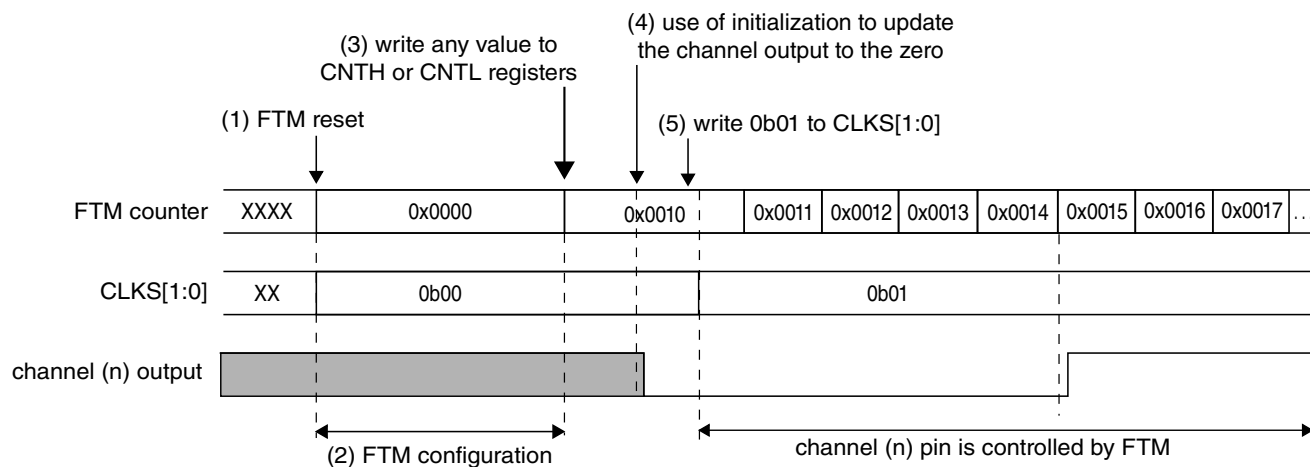 (4) use of initialization to update
the channel output to the zero
(3) write any value to
CNTH or CNTL registers
(1) FTM reset
(5) write 0b01 to CLKS[1:0]
FTM counter XXXX 0x0000 0x0010 0x0011 0x0012 0x0013 0x0014 0x0015 0x0016 0x0017 ...
CLKS[1:0] XX 0b00 0b01
channel (n) output
(2) FTM configuration
channel (n) pin is controlled by FTM